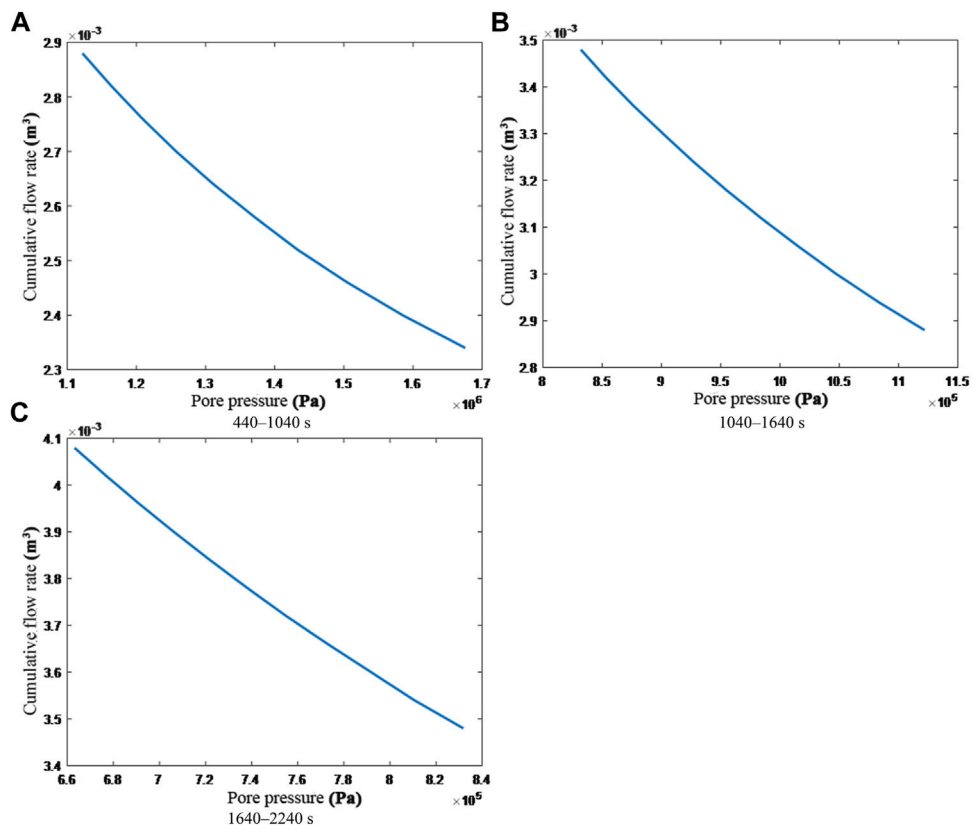 A
×10⁻³
2.9
2.8
2.7
2.6
2.5
2.4
2.3
Cumulative flow rate (m³)
1.1 1.2 1.3 1.4 1.5 1.6 1.7
Pore pressure (Pa)
×10⁶
440–1040 s
B
×10⁻³
3.5
3.4
3.3
3.2
3.1
3
2.9
2.8
Cumulative flow rate (m³)
8 8.5 9 9.5 10 10.5 11 11.5
Pore pressure (Pa)
×10⁵
1040–1640 s
C
×10⁻³
4.1
4
3.9
3.8
3.7
3.6
3.5
3.4
Cumulative flow rate (m³)
6.6 6.8 7 7.2 7.4 7.6 7.8 8 8.2 8.4
Pore pressure (Pa)
×10⁵
1640–2240 s